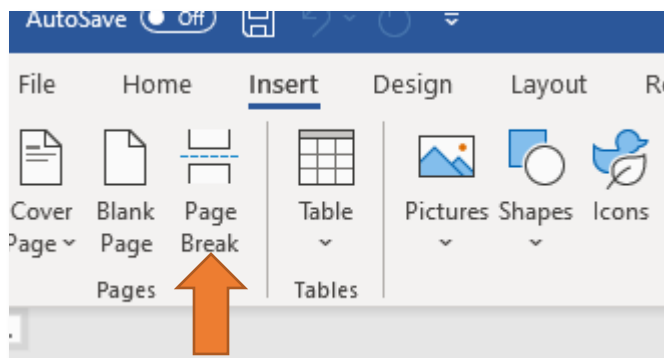 AutoSave Off
File Home Insert Design Layout
Cover Blank Page Table Pictures Shapes Icons
Page Page Break
Pages Tables